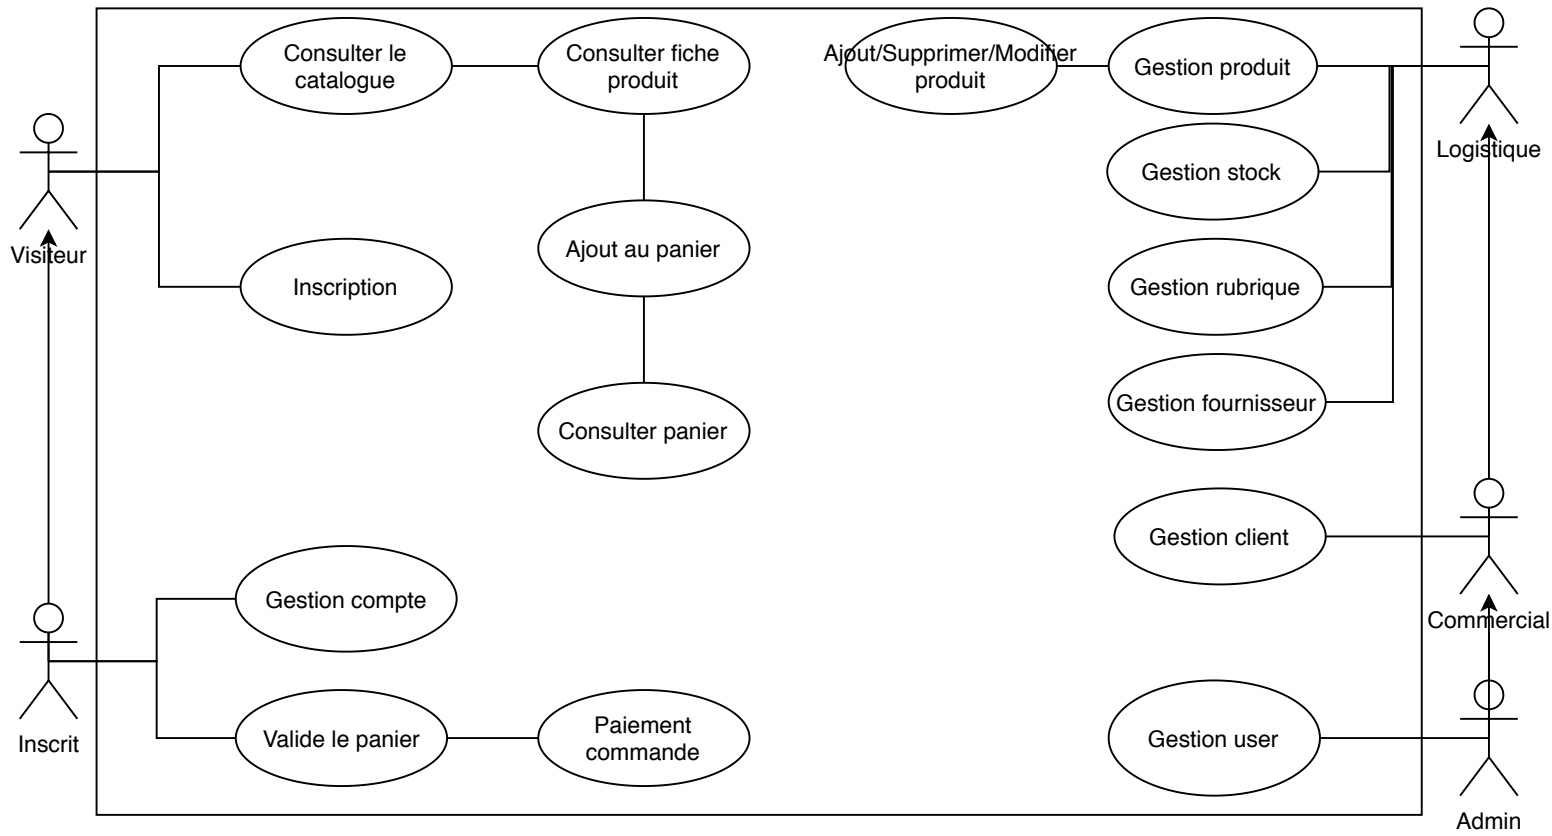 Consulter le
catalogue
Consulter fiche
produit
Ajout/Supprimer/Modifier
produit
Gestion produit
Logistique
Gestion stock
Visiteur
Ajout au panier
Inscription
Gestion rubrique
Gestion fournisseur
Consulter panier
Gestion client
Gestion compte
Commercial
Inscrit
Valide le panier
Paiement
commande
Gestion user
Admin